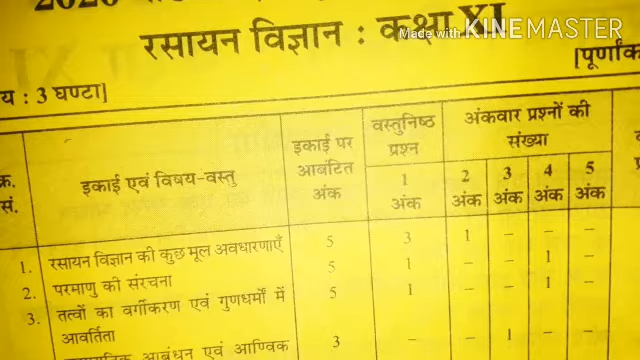 2020
Made with KINEMASTER
रसायन विज्ञान : कक्षा XI
: 3 घण्टा]
[पूर्णांक
क्र. सं.
इकाई एवं विषय-वस्तु
इकाई पर आबंटित अंक
वस्तुनिष्ठ प्रश्न
अंकवार प्रश्नों की संख्या
1 अंक
2 अंक
3 अंक
4 अंक
5 अंक
1. रसायन विज्ञान की कुछ मूल अवधारणाएँ 5 3 1 – – –
2. परमाणु की संरचना 5 1 – – 1 –
3. तत्वों का वर्गीकरण एवं गुणधर्मों में 5 1 – – 1 –
आवर्तिता
आबंधन एवं आण्विक 3 – – 1 – –